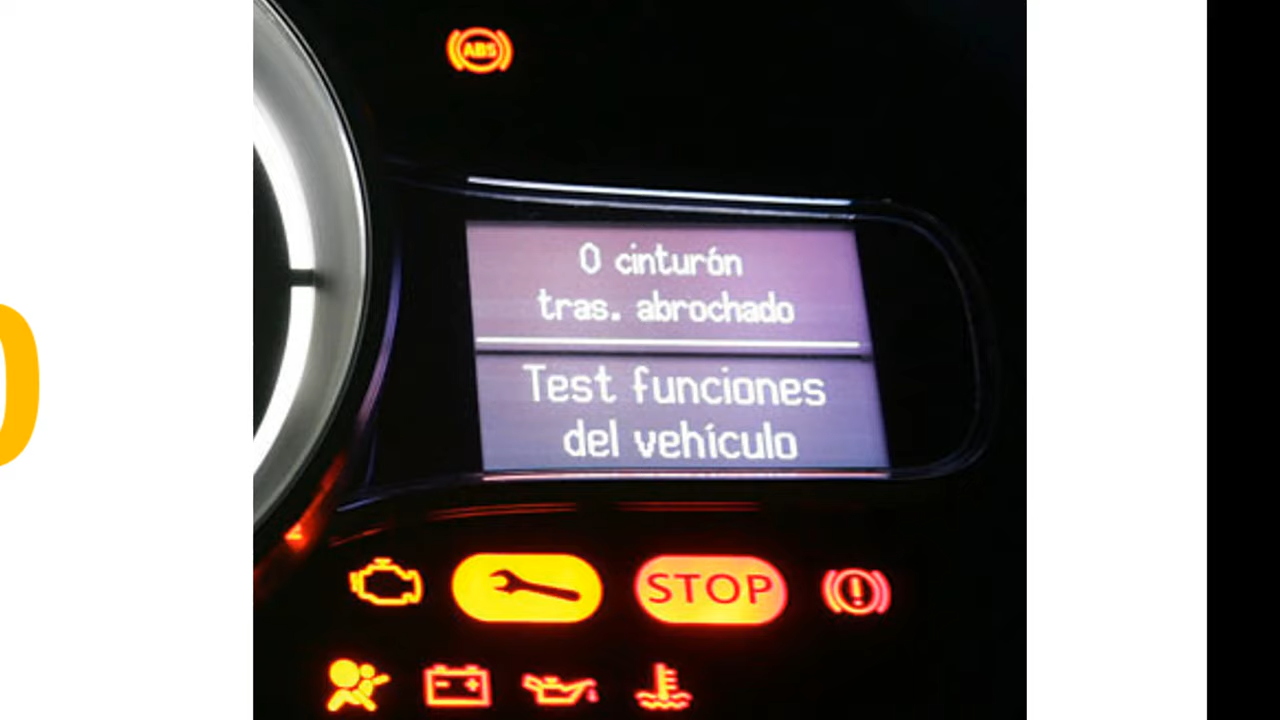 ABS
0 cinturón
tras. abrochado
Test funciones
del vehículo
STOP